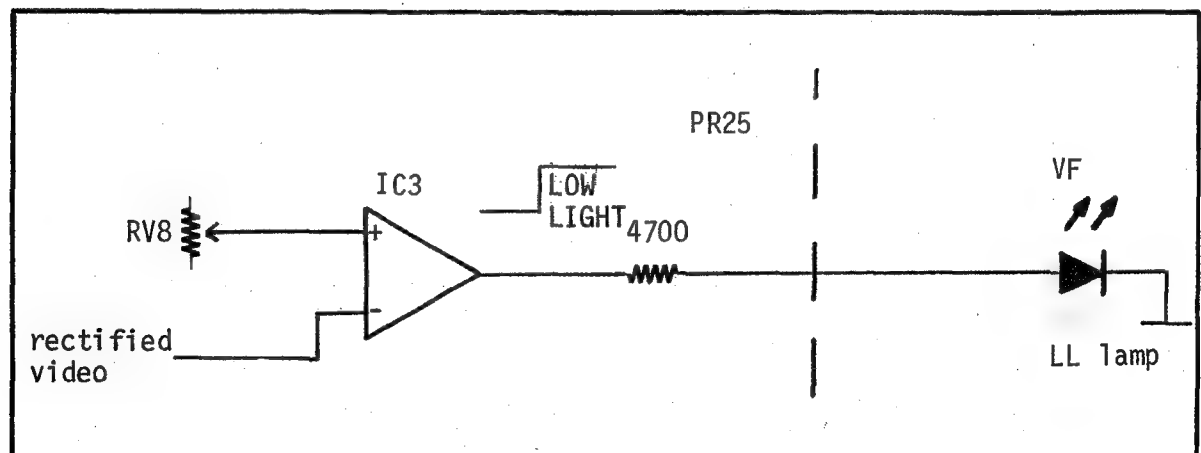 PR25
VF
IC3
LOW
LIGHT
4700
RV8
+
-
rectified
video
LL lamp